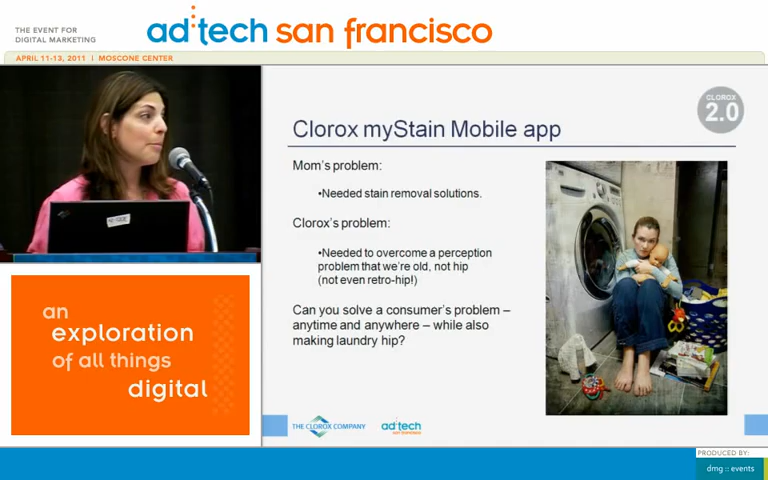 THE EVENT FOR
DIGITAL MARKETING
ad:tech san francisco
APRIL 11-13, 2011 | MOSCONE CENTER
CLOROX
2.0
Clorox myStain Mobile app
Mom's problem:
•Needed stain removal solutions.
Clorox's problem:
•Needed to overcome a perception
problem that we're old, not hip
(not even retro-hip!)
Can you solve a consumer's problem –
anytime and anywhere – while also
making laundry hip?
an
exploration
of all things
digital
THE CLOROX COMPANY
ad:tech
san francisco
PRODUCED BY:
dmg :: events